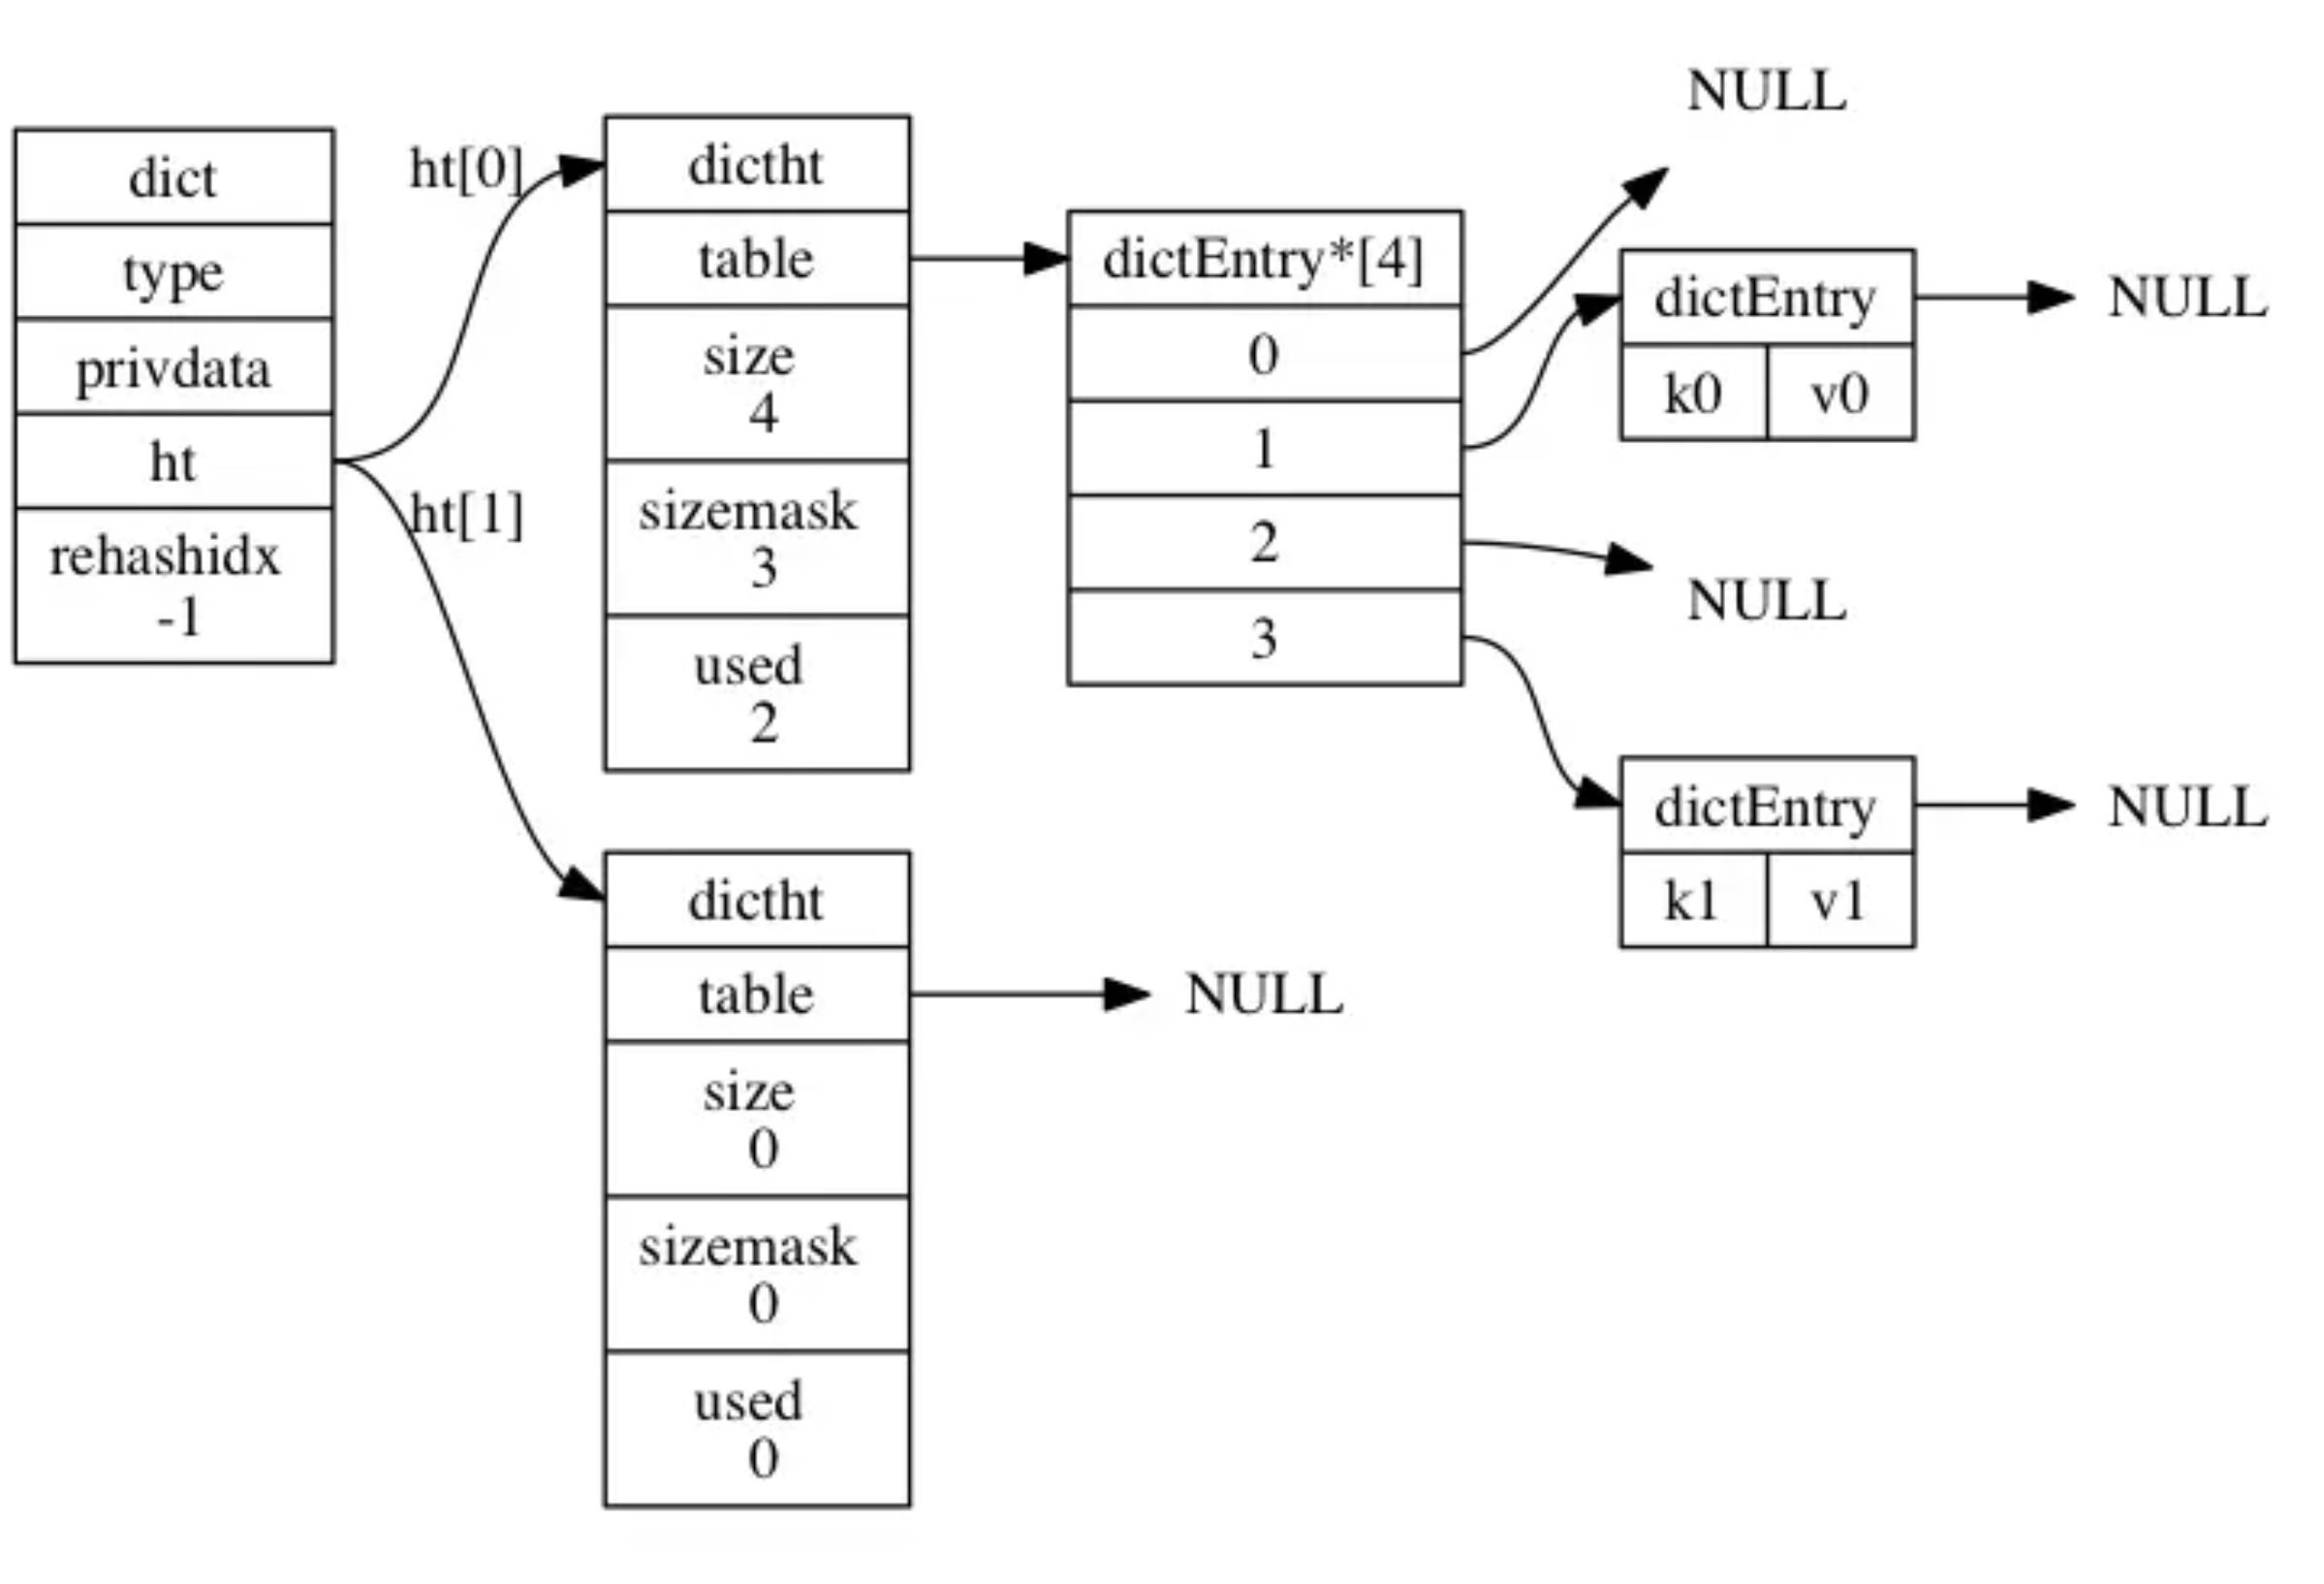 dict
type
privdata
ht
rehashidx
-1
ht[0]
ht[1]
dictht
table
size
4
sizemask
3
used
2
dictht
table
size
0
sizemask
0
used
0
NULL
dictEntry*[4]
0
1
2
3
NULL
dictEntry
k0 v0
NULL
NULL
dictEntry
k1 v1
NULL